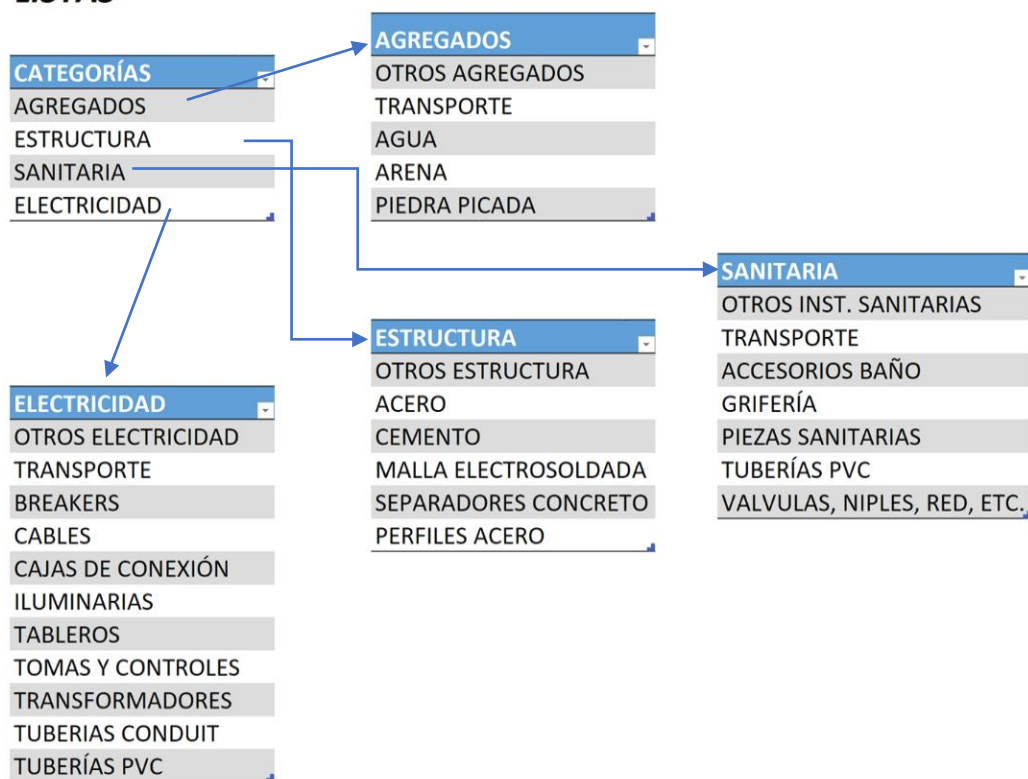 LISTAS
CATEGORÍAS
AGREGADOS
ESTRUCTURA
SANITARIA
ELECTRICIDAD
AGREGADOS
OTROS AGREGADOS
TRANSPORTE
AGUA
ARENA
PIEDRA PICADA
SANITARIA
OTROS INST. SANITARIAS
TRANSPORTE
ACCESORIOS BAÑO
GRIFERÍA
PIEZAS SANITARIAS
TUBERÍAS PVC
VALVULAS, NIPLES, RED, ETC.
ESTRUCTURA
OTROS ESTRUCTURA
ACERO
CEMENTO
MALLA ELECTROSOLDADA
SEPARADORES CONCRETO
PERFILES ACERO
ELECTRICIDAD
OTROS ELECTRICIDAD
TRANSPORTE
BREAKERS
CABLES
CAJAS DE CONEXIÓN
ILUMINARIAS
TABLEROS
TOMAS Y CONTROLES
TRANSFORMADORES
TUBERIAS CONDUIT
TUBERÍAS PVC